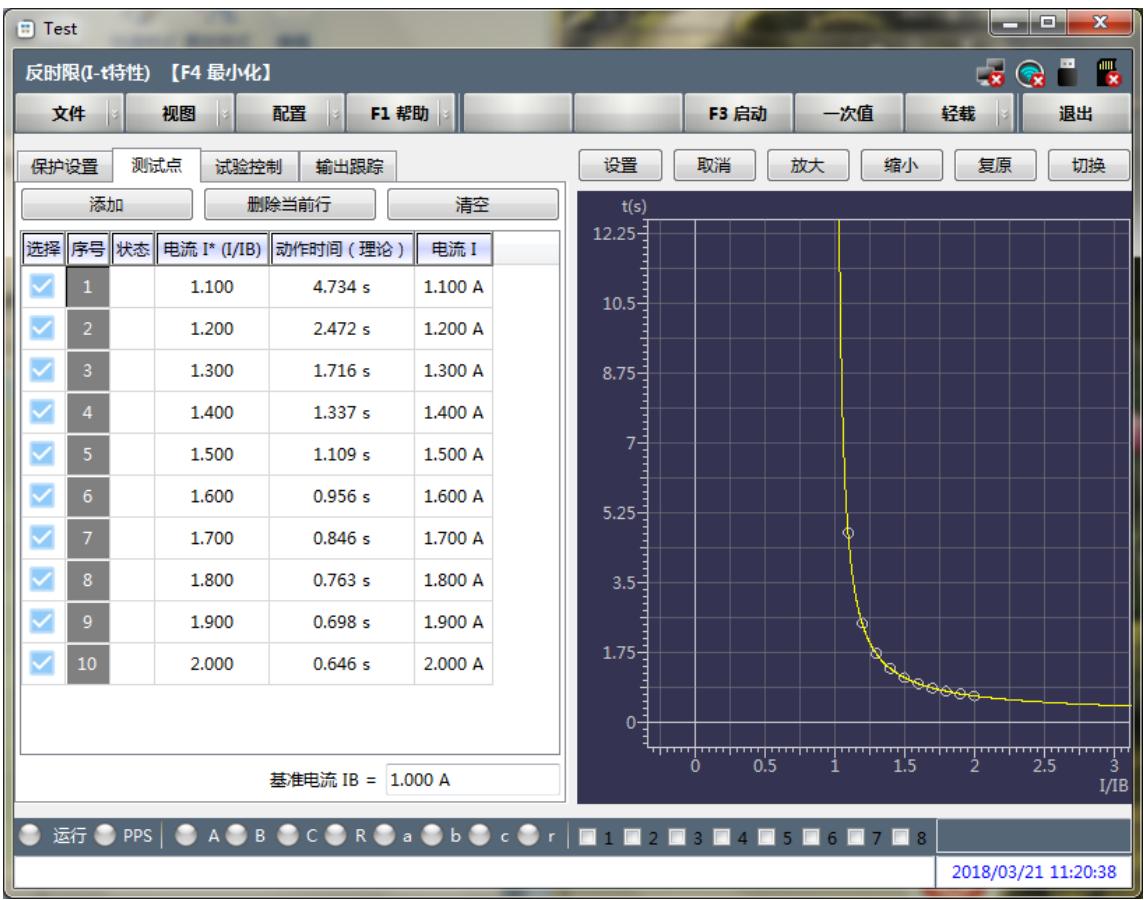 Test
反时限(I-t特性) 【F4 最小化】
文件 视图 配置 F1 帮助 F3 启动 一次值 轻载 退出
保护设置 测试点 试验控制 输出跟踪
设置 取消 放大 缩小 复原 切换
添加 删除当前行 清空
选择 序号 状态 电流 I* (I/IB) 动作时间（理论） 电流 I
1 1.100 4.734 s 1.100 A
2 1.200 2.472 s 1.200 A
3 1.300 1.716 s 1.300 A
4 1.400 1.337 s 1.400 A
5 1.500 1.109 s 1.500 A
6 1.600 0.956 s 1.600 A
7 1.700 0.846 s 1.700 A
8 1.800 0.763 s 1.800 A
9 1.900 0.698 s 1.900 A
10 2.000 0.646 s 2.000 A
基准电流 IB = 1.000 A
t(s)
12.25
10.5
8.75
7
5.25
3.5
1.75
0
0 0.5 1 1.5 2 2.5 3
I/IB
运行 PPS A B C R a b c r 1 2 3 4 5 6 7 8
2018/03/21 11:20:38